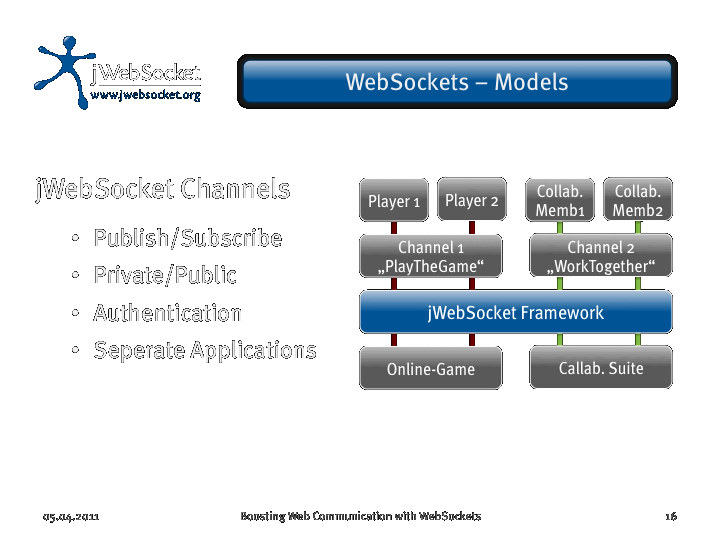 jWebSocket
www.jwebsocket.org
WebSockets – Models
jWebSocket Channels
• Publish/Subscribe
• Private/Public
• Authentication
• Seperate Applications
Player 1
Player 2
Collab.
Memb1
Collab.
Memb2
Channel 1
„PlayTheGame“
Channel 2
„WorkTogether“
jWebSocket Framework
Online-Game
Callab. Suite
05.04.2011
Boosting Web Communication with WebSockets
16